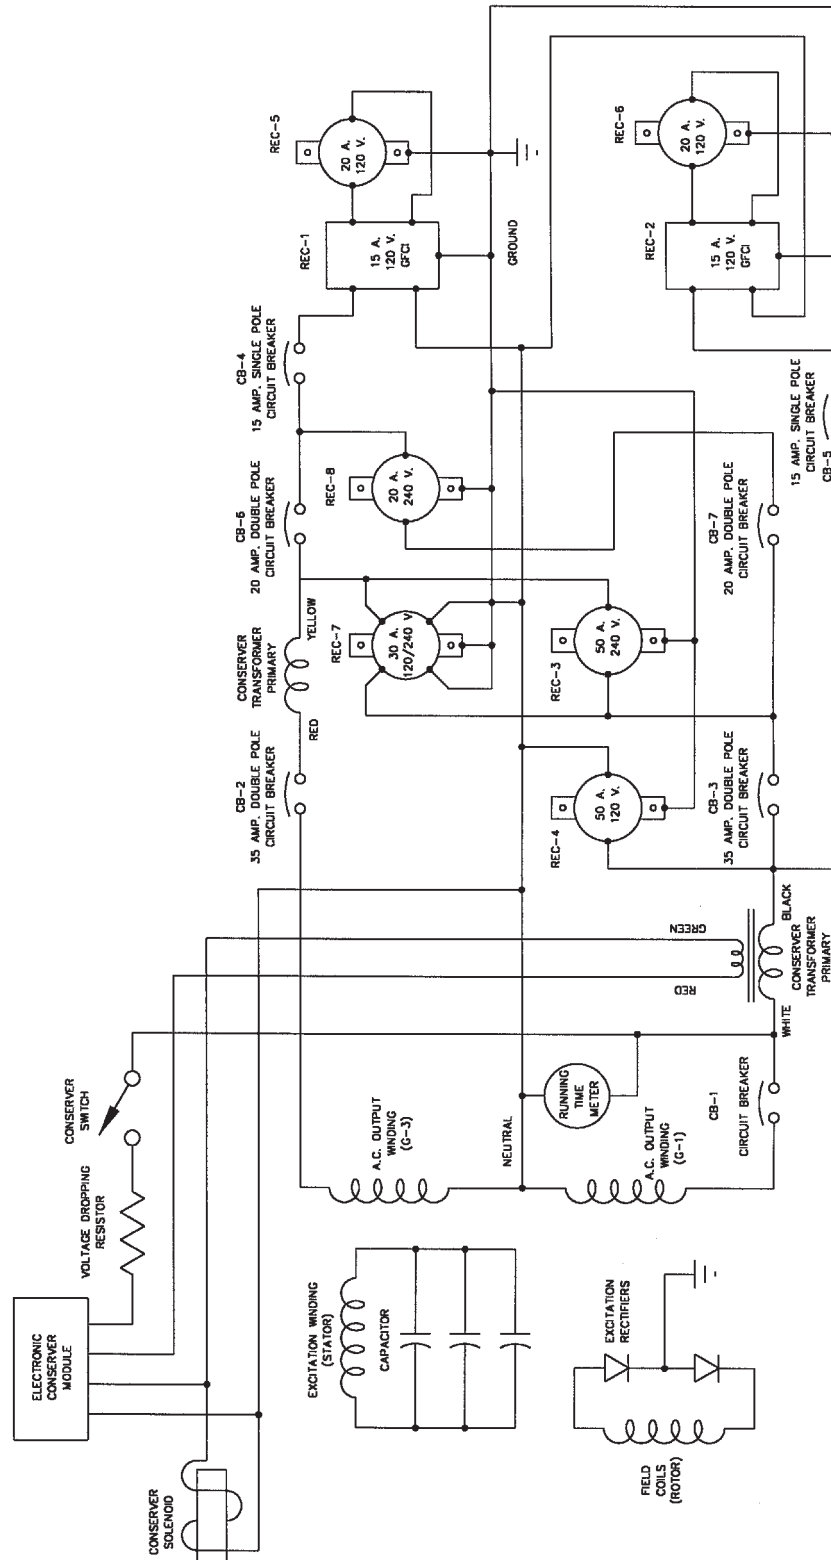 ELECTRONIC
CONSERVER
MODULE
CONSERVER
SOLENOID
VOLTAGE DROPPING
RESISTOR
CONSERVER
SWITCH
CB-2
35 AMP. DOUBLE POLE
CIRCUIT BREAKER
RED
CONSERVER
TRANSFORMER
PRIMARY
YELLOW
CB-6
20 AMP. DOUBLE POLE
CIRCUIT BREAKER
CB-4
15 AMP. SINGLE POLE
CIRCUIT BREAKER
REC-1
15 A.
120 V.
GFCI
REC-5
20 A.
120 V.
EXCITATION WINDING
(STATOR)
CAPACITOR
A.C. OUTPUT
WINDING
(G-3)
REC-7
30 A.
120/240 V.
REC-8
20 A.
240 V.
NEUTRAL
GROUND
RUNNING
TIME
METER
A.C. OUTPUT
WINDING
(G-1)
REC-4
50 A.
120 V.
REC-3
50 A.
240 V.
REC-2
15 A.
120 V.
GFCI
REC-6
20 A.
120 V.
FIELD
COILS
(ROTOR)
EXCITATION
RECTIFIERS
CB-1
CIRCUIT BREAKER
RED
GREEN
WHITE
BLACK
CONSERVER
TRANSFORMER
PRIMARY
CB-3
35 AMP. DOUBLE POLE
CIRCUIT BREAKER
CB-7
20 AMP. DOUBLE POLE
CIRCUIT BREAKER
15 AMP. SINGLE POLE
CIRCUIT BREAKER
CB-5